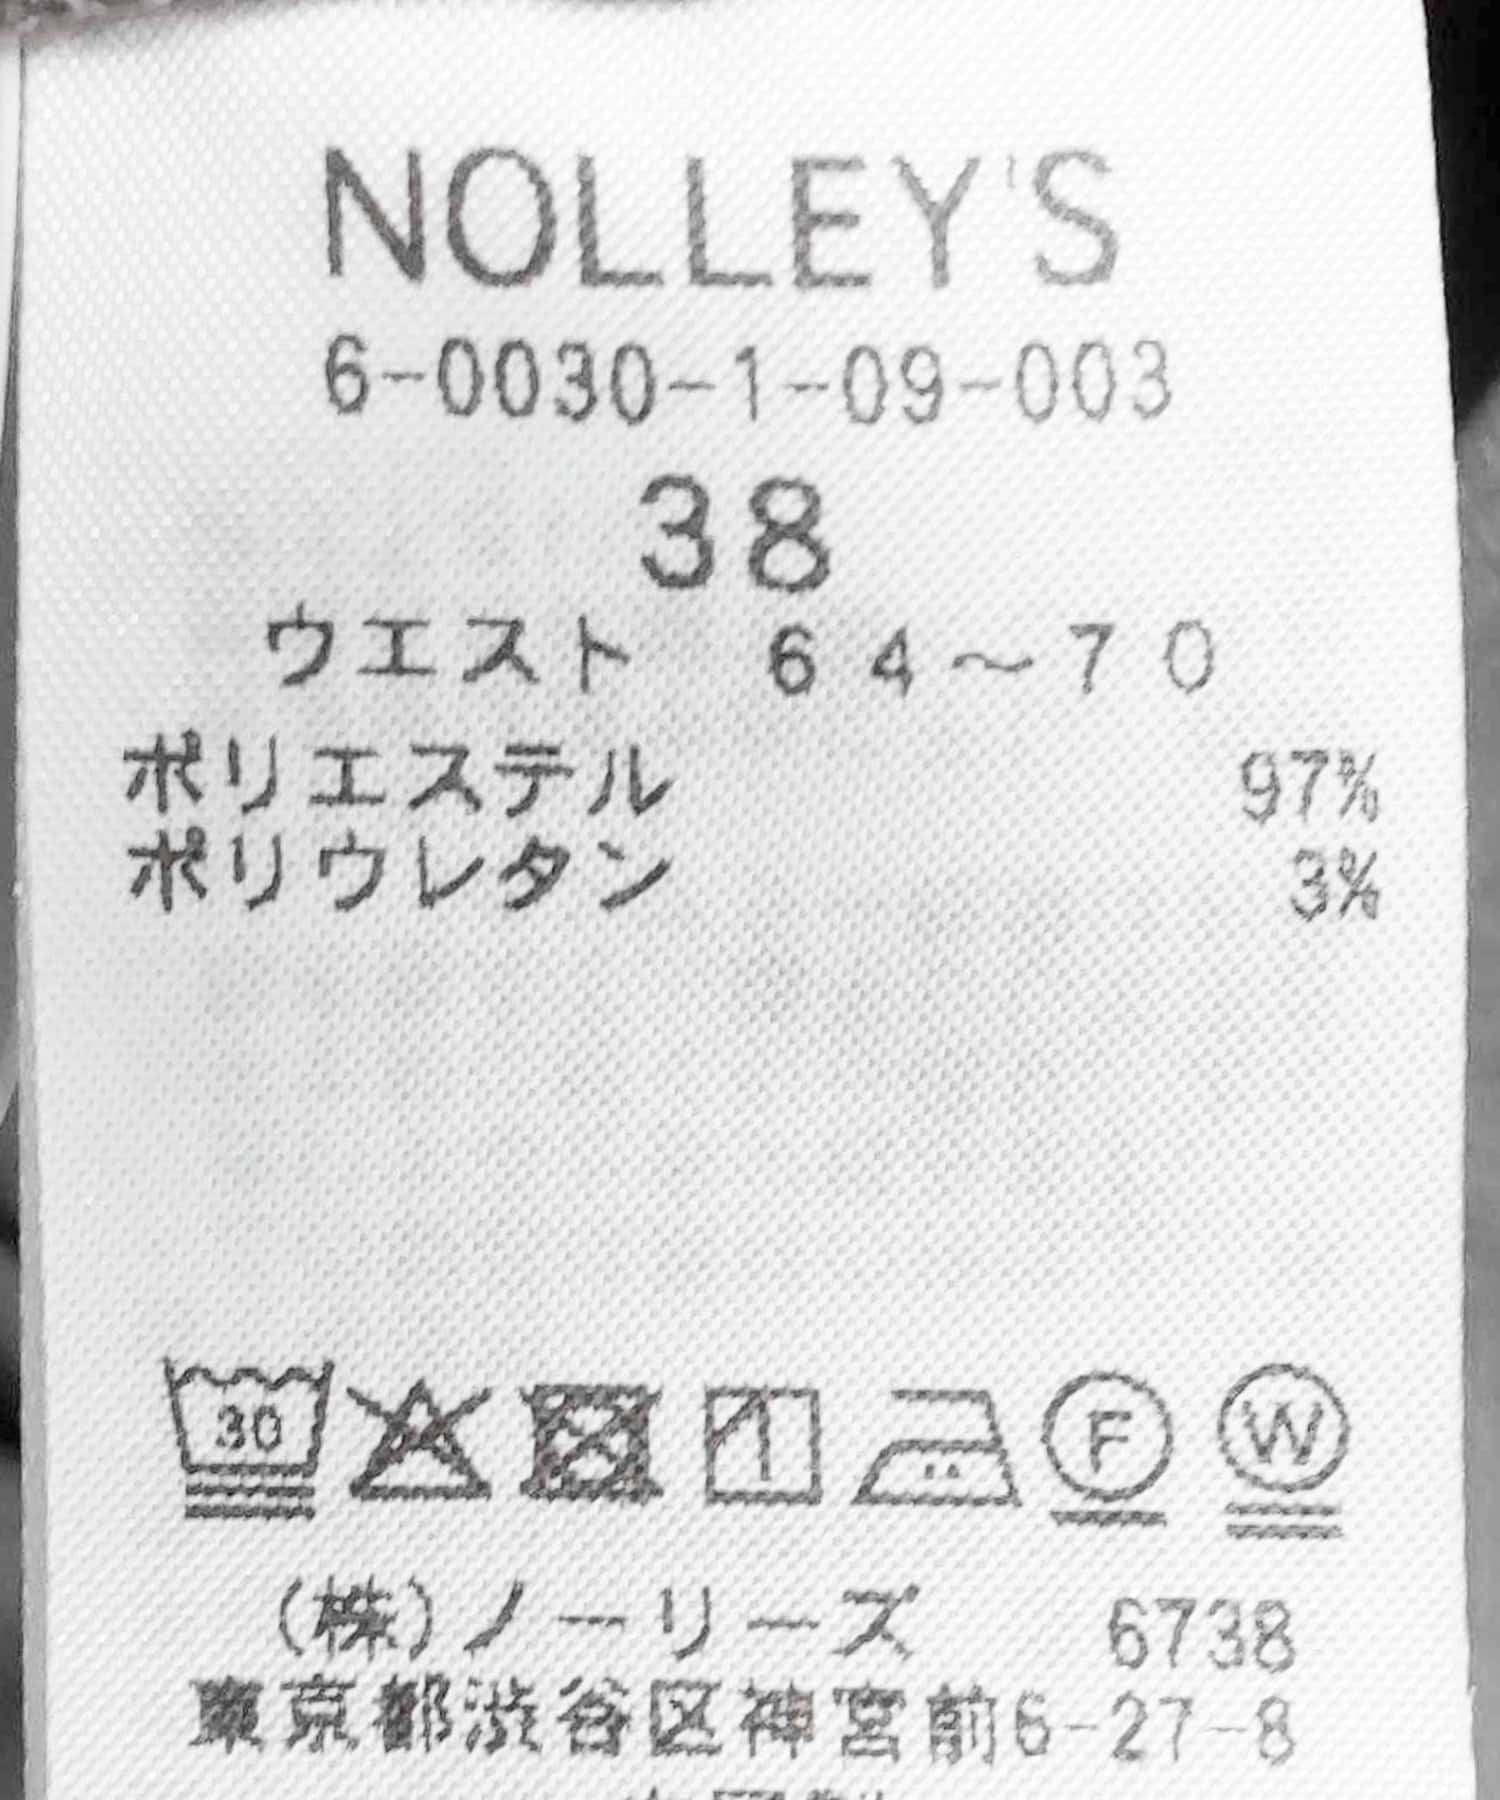 NOLLEY'S
6-0030-1-09-003
38
ウエスト 64～70
ポリエステル 97%
ポリウレタン 3%
30 F W
(株)ノーリーズ 6738
東京都渋谷区神宮前6-27-8